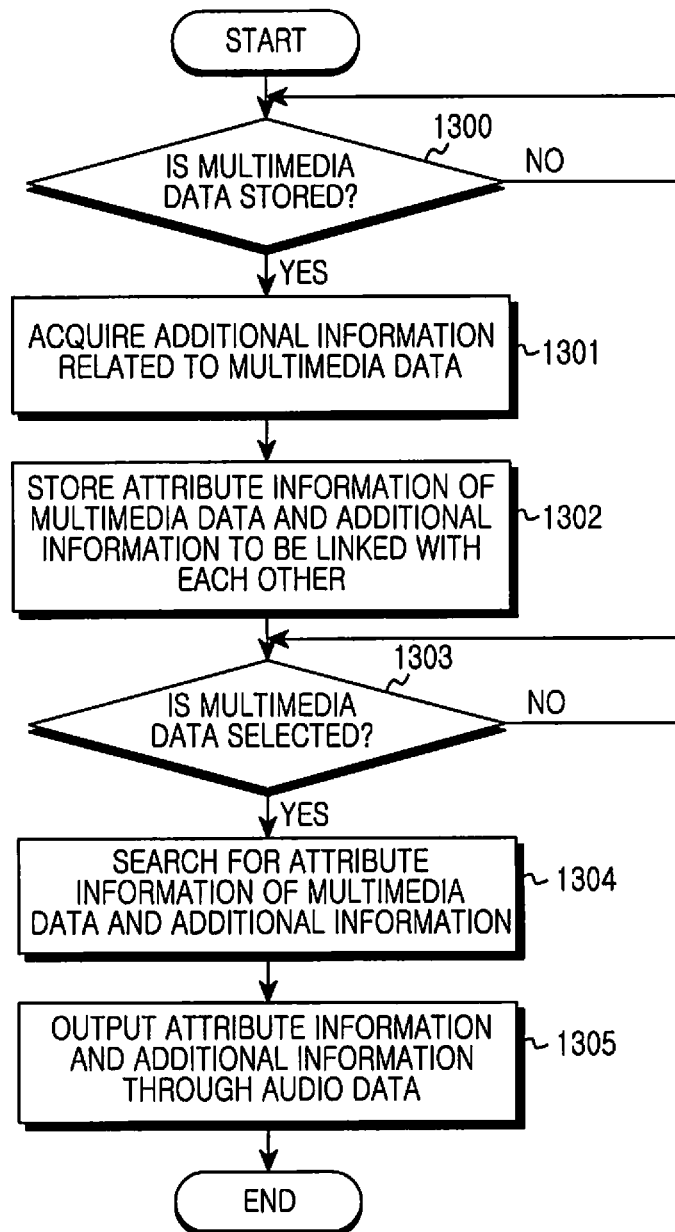 START
1300
IS MULTIMEDIA
DATA STORED?
NO
YES
ACQUIRE ADDITIONAL INFORMATION
RELATED TO MULTIMEDIA DATA
1301
STORE ATTRIBUTE INFORMATION OF
MULTIMEDIA DATA AND ADDITIONAL
INFORMATION TO BE LINKED WITH
EACH OTHER
1302
1303
IS MULTIMEDIA
DATA SELECTED?
NO
YES
SEARCH FOR ATTRIBUTE
INFORMATION OF MULTIMEDIA
DATA AND ADDITIONAL INFORMATION
1304
OUTPUT ATTRIBUTE INFORMATION
AND ADDITIONAL INFORMATION
THROUGH AUDIO DATA
1305
END